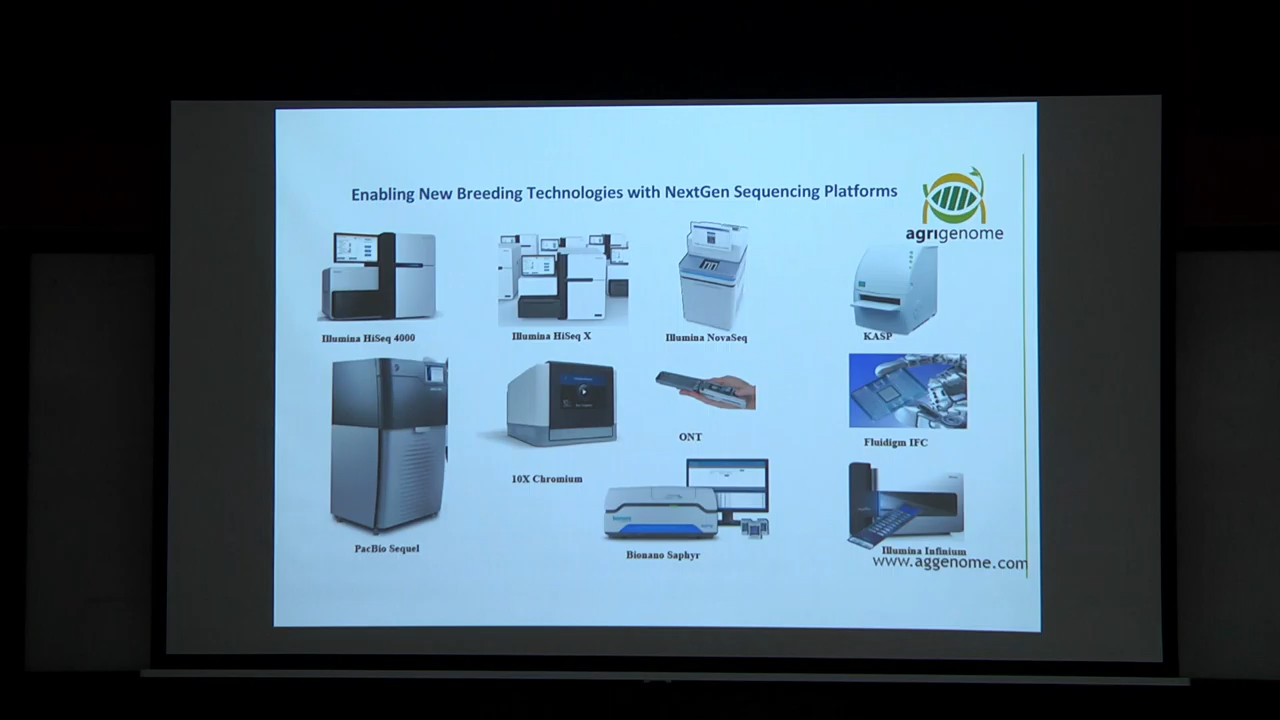 Enabling New Breeding Technologies with NextGen Sequencing Platforms
agrigenome
Illumina HiSeq 4000
Illumina HiSeq X
Illumina NovaSeq
KASP
ONT
Fluidigm IFC
10X Chromium
PacBio Sequel
Bionano Saphyr
Illumina Infinium
www.aggenome.com